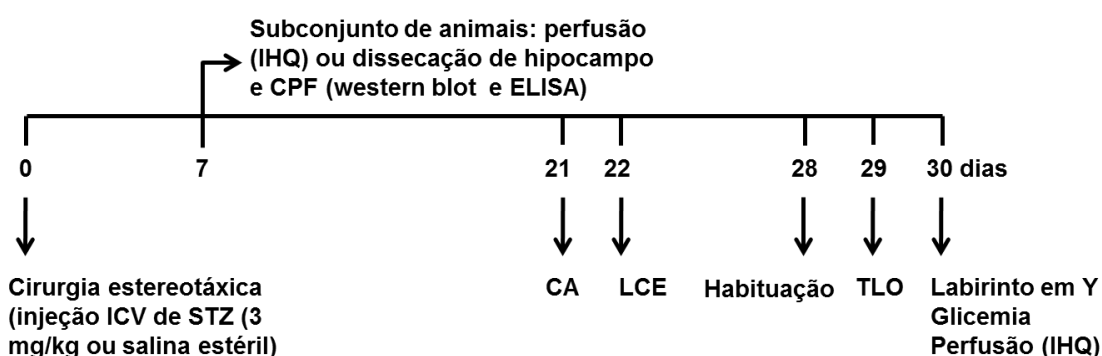 Subconjunto de animais: perfusão
(IHQ) ou dissecação de hipocampo
e CPF (western blot e ELISA)
0 7 21 22 28 29 30 dias
Cirurgia estereotáxica
(injeção ICV de STZ (3
mg/kg ou salina estéril)
CA
LCE
Habituação
TLO
Labirinto em Y
Glicemia
Perfusão (IHQ)